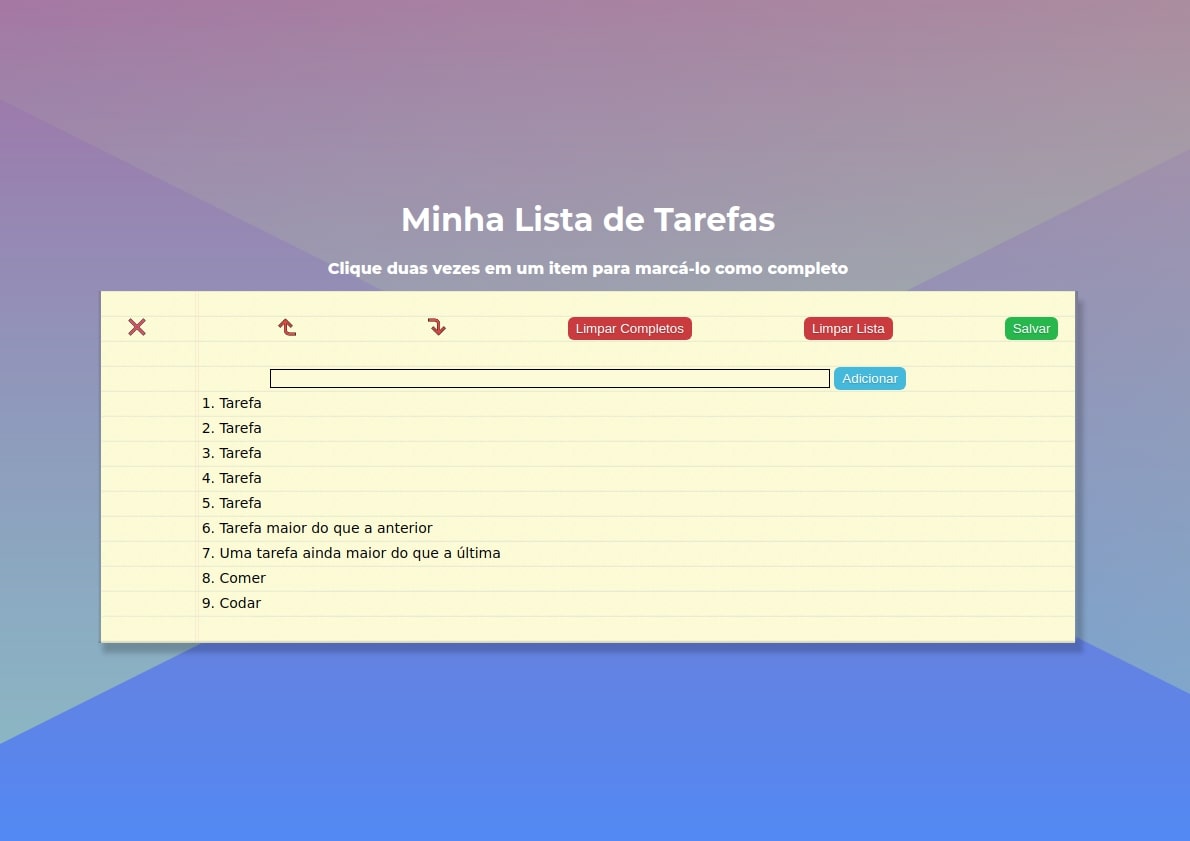 Minha Lista de Tarefas
Clique duas vezes em um item para marcá-lo como completo
Limpar Completos Limpar Lista Salvar
Adicionar
1. Tarefa
2. Tarefa
3. Tarefa
4. Tarefa
5. Tarefa
6. Tarefa maior do que a anterior
7. Uma tarefa ainda maior do que a última
8. Comer
9. Codar